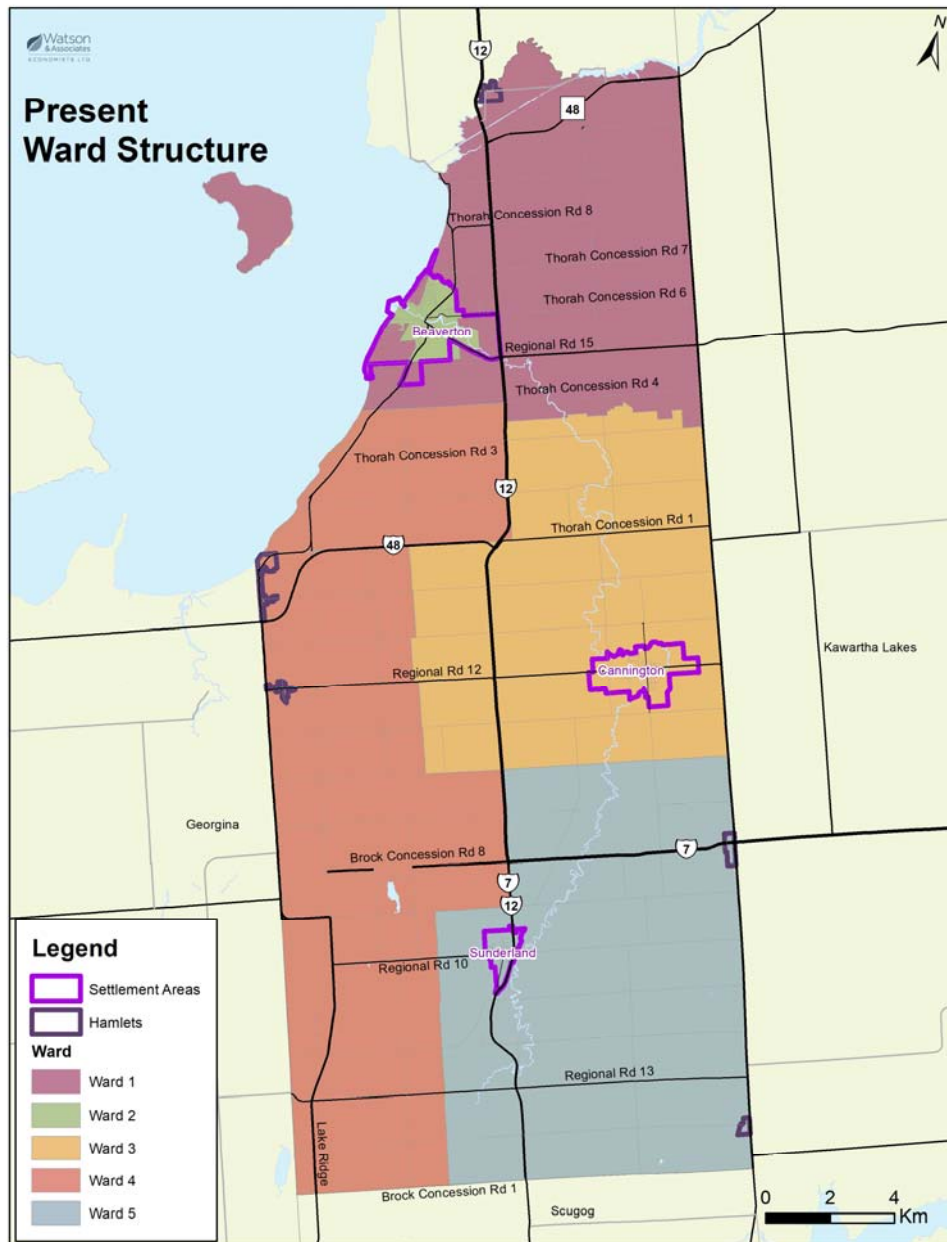 Watson
& Associates
ECONOMISTS LTD.
N
Present
Ward Structure
12
48
Thorah Concession Rd 8
Thorah Concession Rd 7
Thorah Concession Rd 6
Beaverton
Regional Rd 15
Thorah Concession Rd 4
Thorah Concession Rd 3
12
Thorah Concession Rd 1
48
Kawartha Lakes
Cannington
Regional Rd 12
Georgina
Brock Concession Rd 8
7
7
12
Sunderland
Regional Rd 10
Regional Rd 13
Lake Ridge
Brock Concession Rd 1
Scugog
Legend
Settlement Areas
Hamlets
Ward
Ward 1
Ward 2
Ward 3
Ward 4
Ward 5
0 2 4
Km